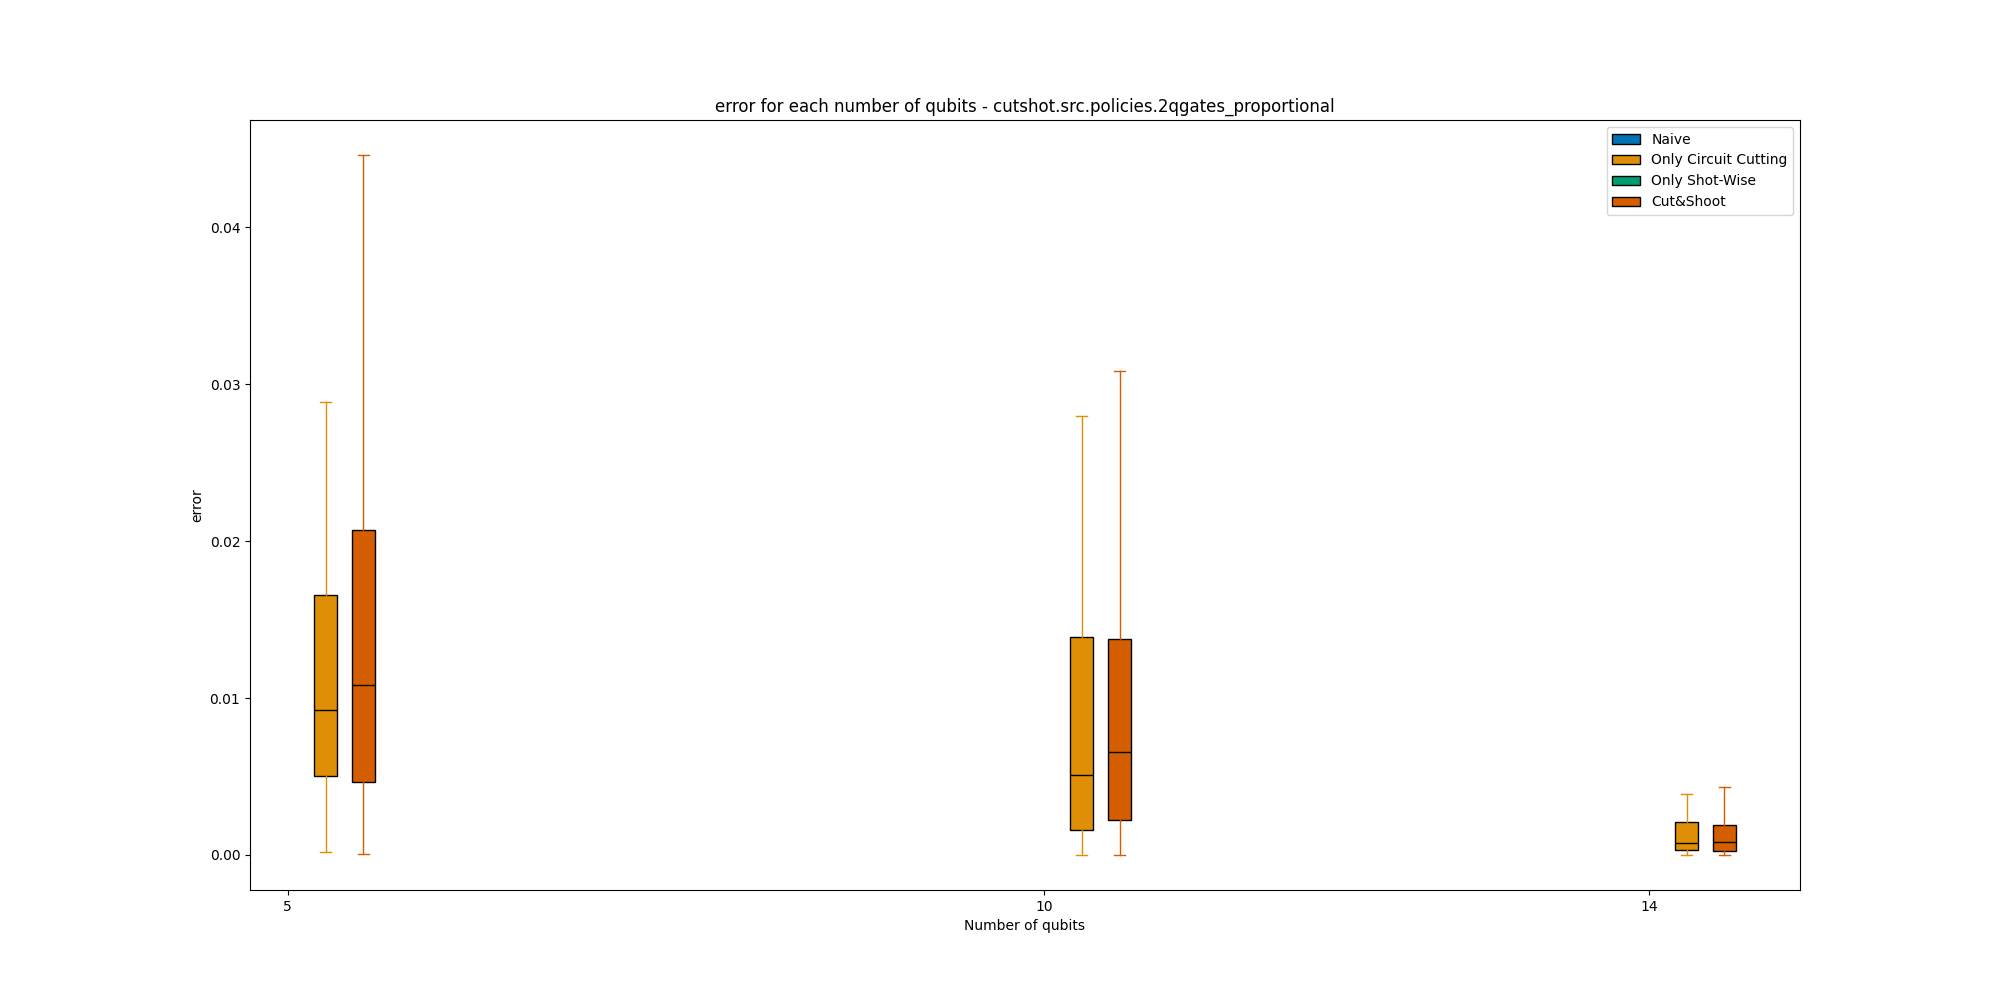 error for each number of qubits - cutshot.src.policies.2qgates_proportional
Naive
Only Circuit Cutting
Only Shot-Wise
Cut&Shoot
0.04
0.03
0.02
0.01
0.00
error
5 10 14
Number of qubits